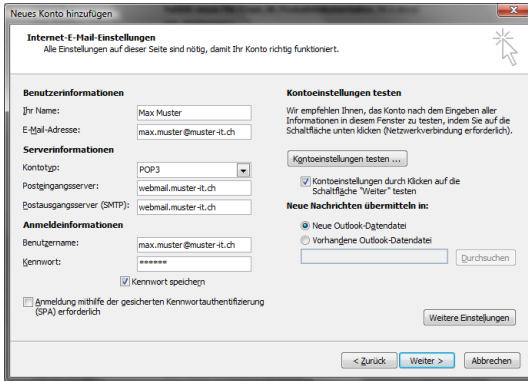 Neues Konto hinzufügen
Internet-E-Mail-Einstellungen
Alle Einstellungen auf dieser Seite sind nötig, damit Ihr Konto richtig funktioniert.
Benutzerinformationen
Ihr Name:
Max Muster
E-Mail-Adresse:
max.muster@muster-it.ch
Serverinformationen
Kontotyp:
POP3
Posteingangsserver:
webmail.muster-it.ch
Postausgangsserver (SMTP):
webmail.muster-it.ch
Anmeldeinformationen
Benutzername:
max.muster@muster-it.ch
Kennwort:
******
Kennwort speichern
Anmeldung mithilfe der gesicherten Kennwortauthentifizierung
(SPA) erforderlich
Kontoeinstellungen testen
Wir empfehlen Ihnen, das Konto nach dem Eingeben aller
Informationen in diesem Fenster zu testen, indem Sie auf die
Schaltfläche unten klicken (Netzwerkverbindung erforderlich).
Kontoeinstellungen testen ...
Kontoeinstellungen durch Klicken auf die
Schaltfläche "Weiter" testen
Neue Nachrichten übermitteln in:
Neue Outlook-Datendatei
Vorhandene Outlook-Datendatei
Durchsuchen
Weitere Einstellungen
< Zurück
Weiter >
Abbrechen